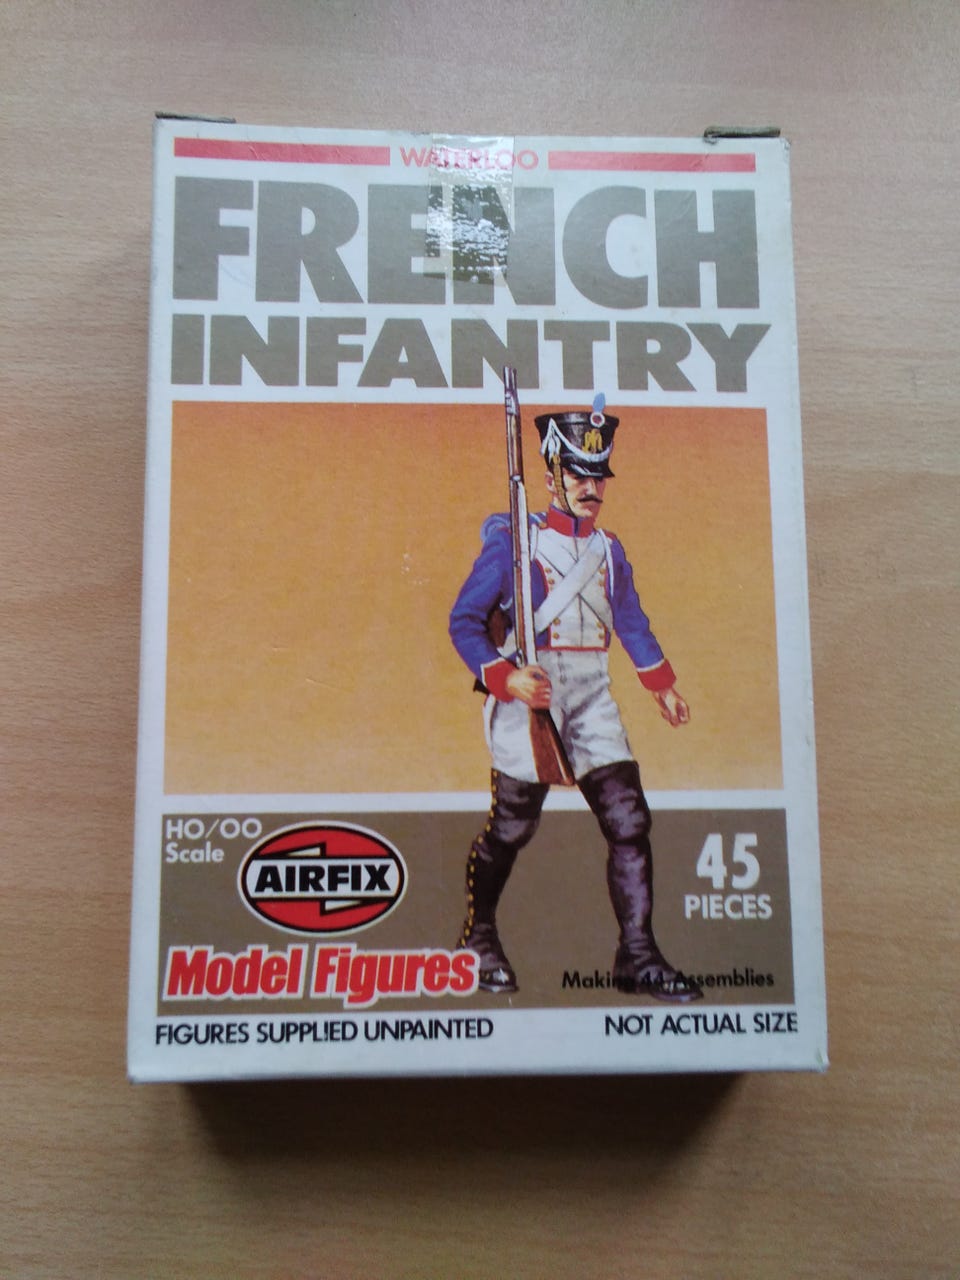 WATERLOO
FRENCH
INFANTRY
HO/OO
Scale
AIRFIX
Model Figures
45
PIECES
Making 44 Assemblies
FIGURES SUPPLIED UNPAINTED
NOT ACTUAL SIZE